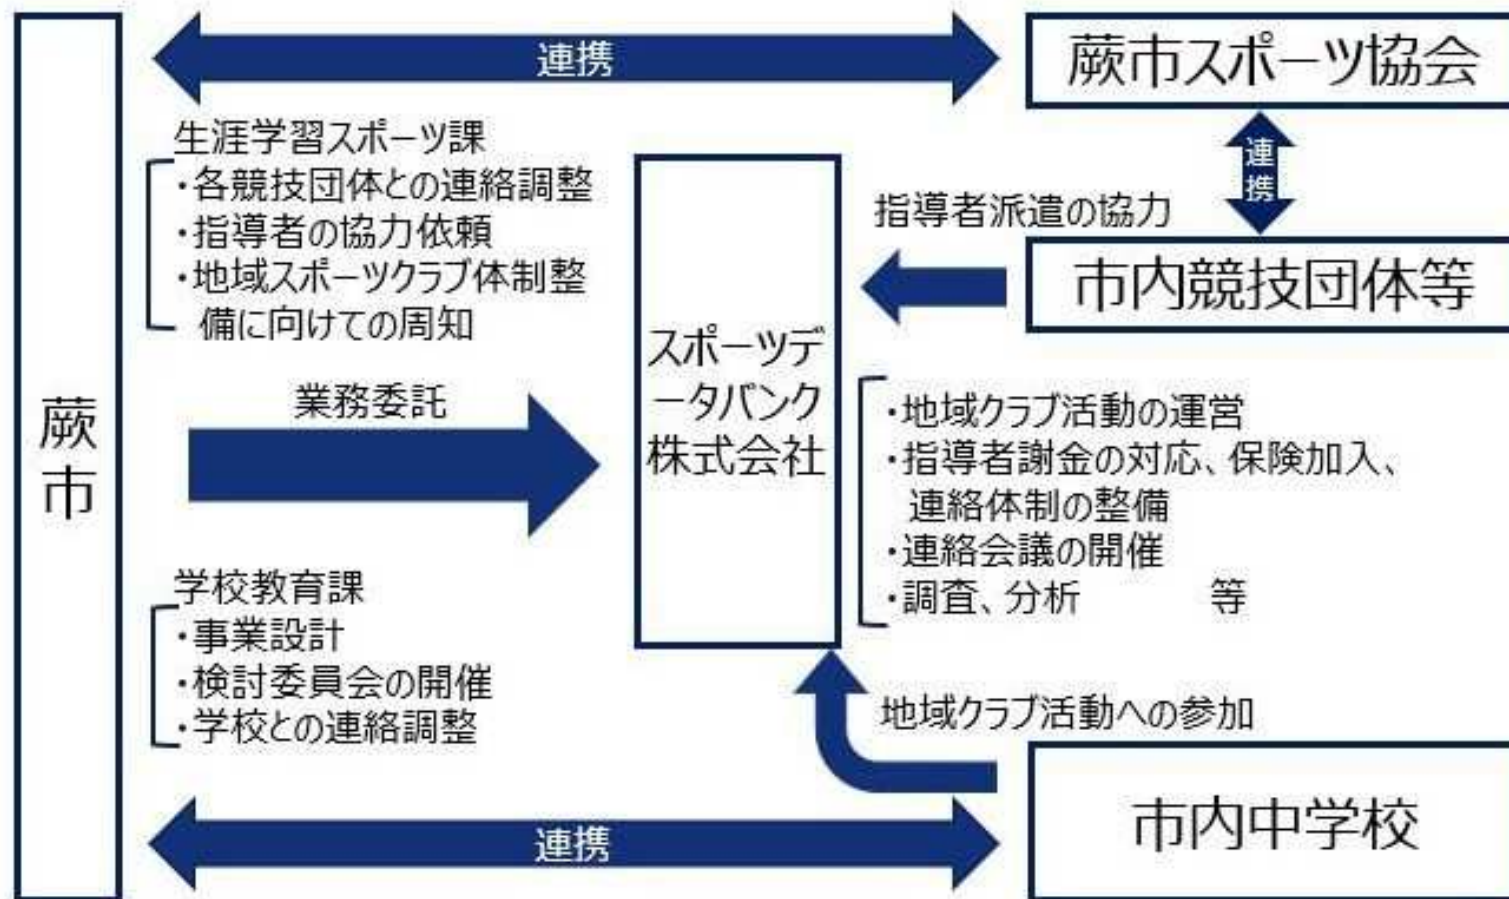 連携
蕨市スポーツ協会
生涯学習スポーツ課
・各競技団体との連絡調整
・指導者の協力依頼
・地域スポーツクラブ体制整
備に向けての周知
連携
指導者派遣の協力
市内競技団体等
蕨市
業務委託
スポーツデ
ータバンク
株式会社
・地域クラブ活動の運営
・指導者謝金の対応、保険加入、
連絡体制の整備
・連絡会議の開催
・調査、分析 等
学校教育課
・事業設計
・検討委員会の開催
・学校との連絡調整
地域クラブ活動への参加
市内中学校
連携